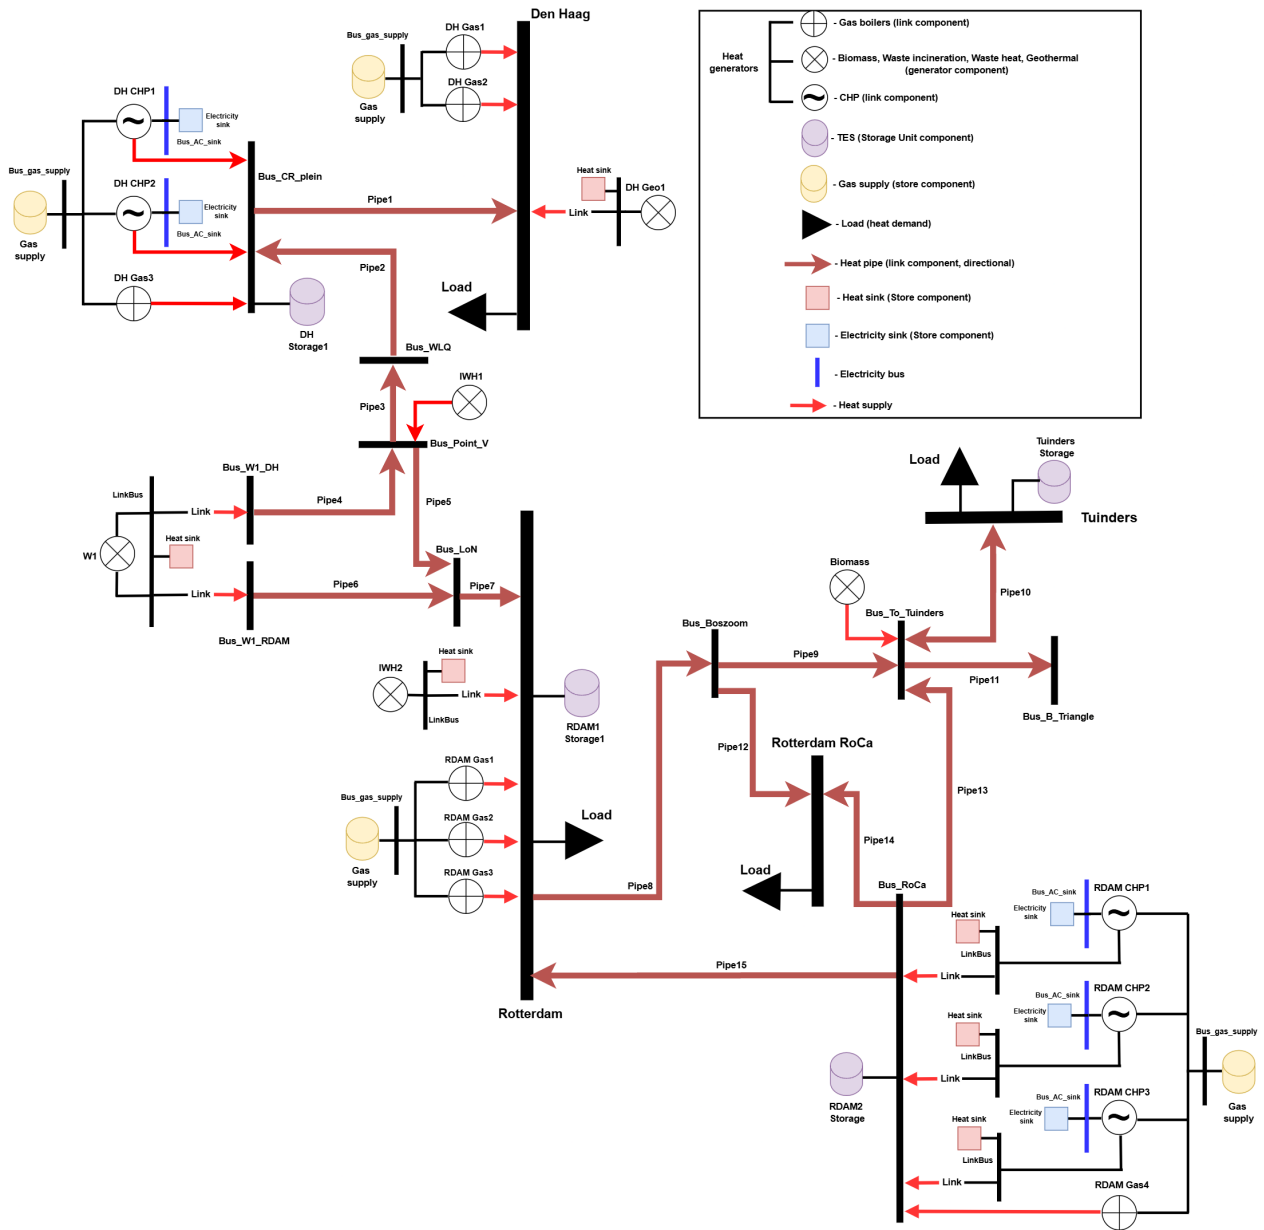 Den Haag
Bus_gas_supply
DH Gas1
DH Gas2
Gas
supply
- Gas boilers (link component)
Heat
generators
- Biomass, Waste incineration, Waste heat, Geothermal
(generator component)
- CHP (link component)
- TES (Storage Unit component)
- Gas supply (store component)
- Load (heat demand)
- Heat pipe (link component, directional)
- Heat sink (Store component)
- Electricity sink (Store component)
- Electricity bus
- Heat supply
DH CHP1
Electricity
sink
Bus_AC_sink
Bus_CR_plein
Bus_gas_supply
DH CHP2
Electricity
sink
Bus_AC_sink
Gas
supply
DH Gas3
DH
Storage1
Pipe1
Heat sink
DH Geo1
Link
Pipe2
Load
Bus_WLQ
IWH1
Pipe3
Bus_Point_V
Bus_W1_DH
LinkBus
Link
Pipe4
Pipe5
Heat sink
W1
Bus_LoN
Link
Pipe6
Pipe7
Bus_W1_RDAM
Load
Tuinders
Storage
Tuinders
Biomass
Pipe10
Bus_To_Tuinders
Bus_Boszoom
Pipe9
Pipe11
Bus_B_Triangle
Heat sink
IWH2
Link
LinkBus
RDAM1
Storage1
Pipe12
Rotterdam RoCa
Pipe13
RDAM Gas1
Bus_gas_supply
RDAM Gas2
Load
Gas
supply
RDAM Gas3
Pipe8
Pipe14
Load
Bus_RoCa
Pipe15
Rotterdam
RDAM CHP1
Bus_AC_sink
Electricity
sink
Heat sink
LinkBus
Link
RDAM CHP2
Bus_AC_sink
Electricity
sink
Heat sink
LinkBus
Link
Bus_gas_supply
RDAM2
Storage
RDAM CHP3
Bus_AC_sink
Electricity
sink
Gas
supply
Heat sink
LinkBus
Link
RDAM Gas4